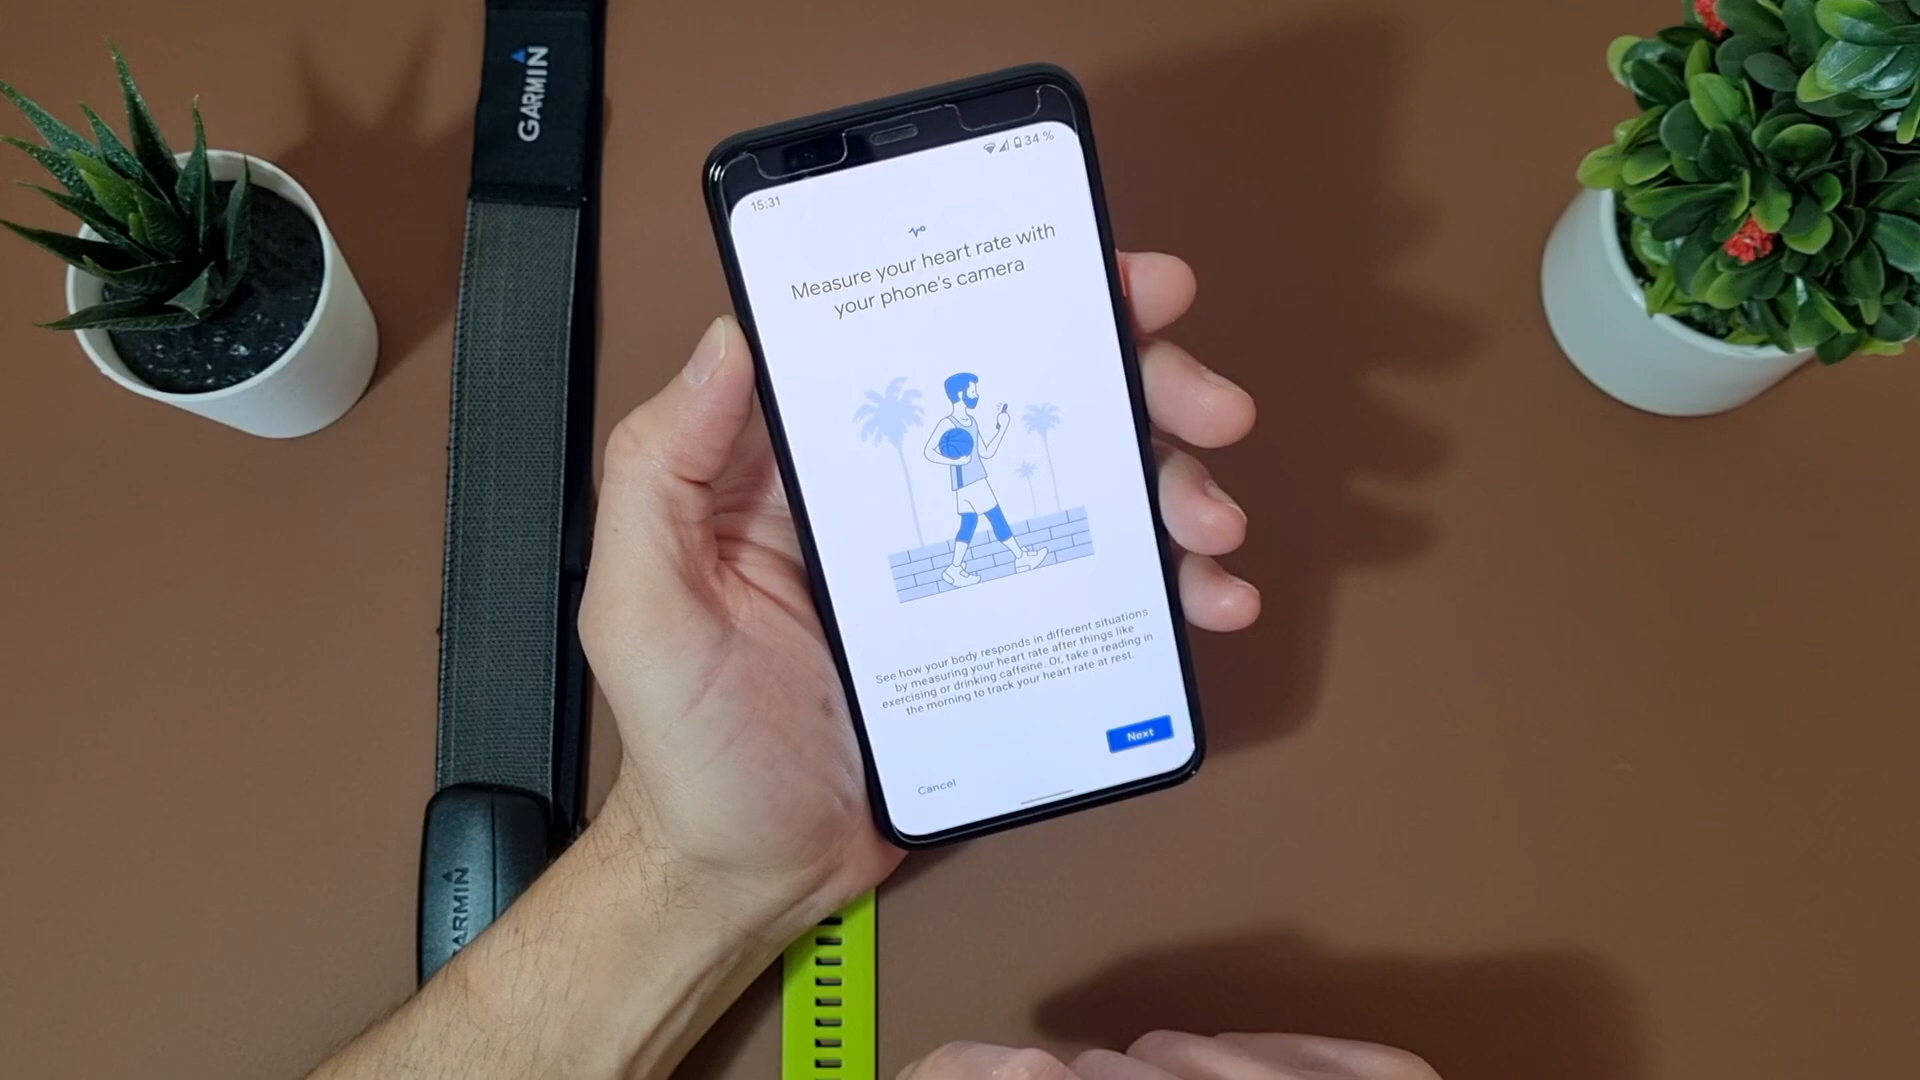 GARMIN
34 %
15:31
Measure your heart rate with
your phone's camera
See how your body responds in different situations
by measuring your heart rate after things like
exercising or drinking caffeine. Or, take a reading in
the morning to track your heart rate at rest.
Next
Cancel
GARMIN